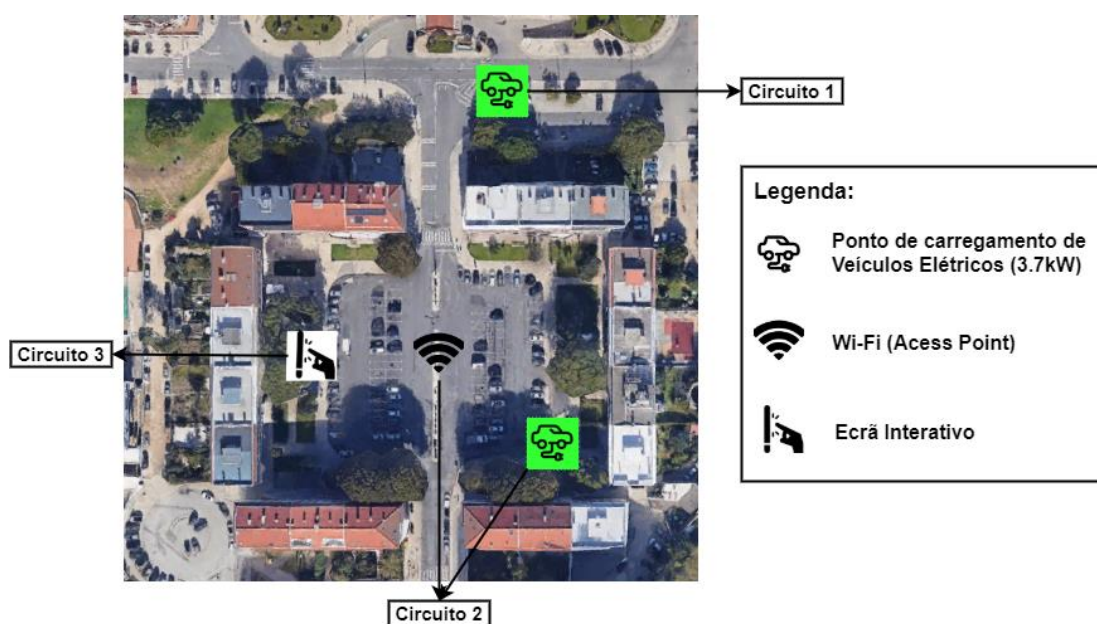 Circuito 1
Legenda:
Ponto de carregamento de
Veículos Elétricos (3.7kW)
Wi-Fi (Acess Point)
Ecrã Interativo
Circuito 3
Circuito 2